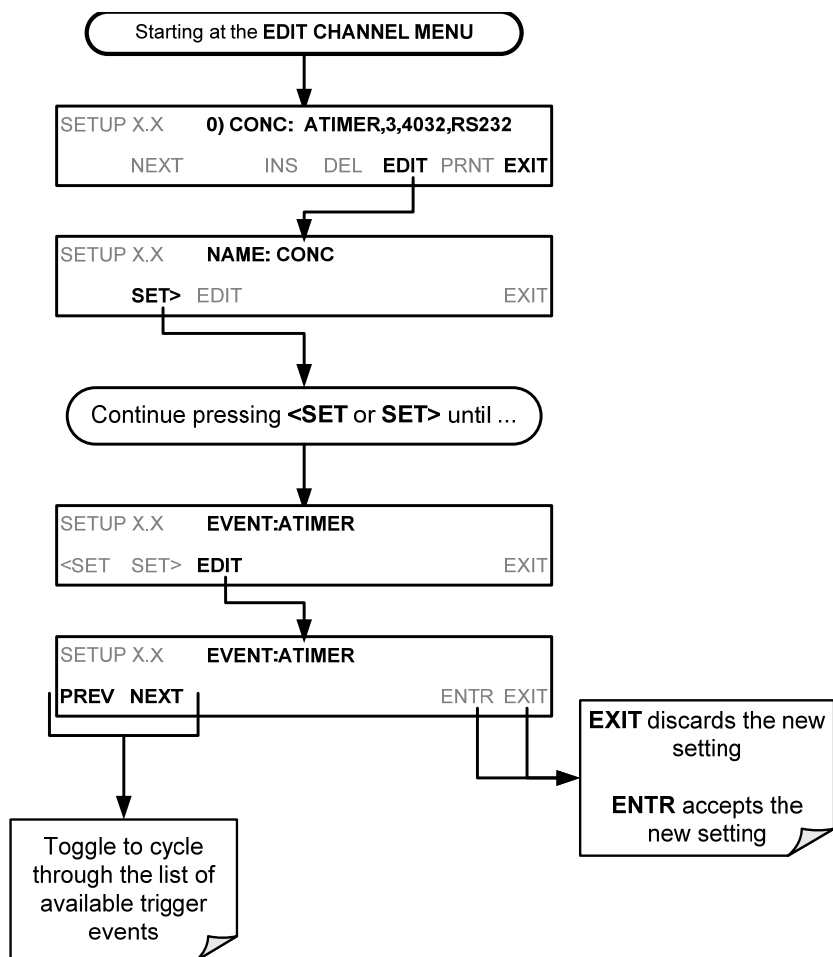 Starting at the EDIT CHANNEL MENU
SETUP X.X 0) CONC: ATIMER,3,4032,RS232
NEXT INS DEL EDIT PRNT EXIT
SETUP X.X NAME: CONC
SET> EDIT EXIT
Continue pressing <SET or SET> until ...
SETUP X.X EVENT:ATIMER
<SET SET> EDIT EXIT
SETUP X.X EVENT:ATIMER
PREV NEXT ENTR EXIT
EXIT discards the new
setting
ENTR accepts the
new setting
Toggle to cycle
through the list of
available trigger
events